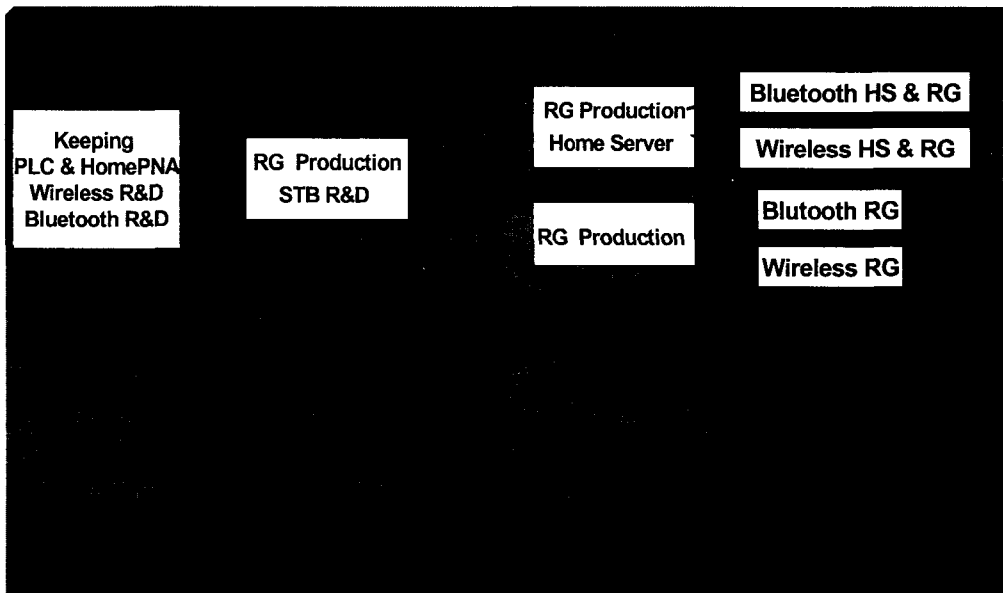 Keeping
PLC & HomePNA
Wireless R&D
Bluetooth R&D
RG Production
STB R&D
RG Production
Home Server
RG Production
Bluetooth HS & RG
Wireless HS & RG
Blutooth RG
Wireless RG